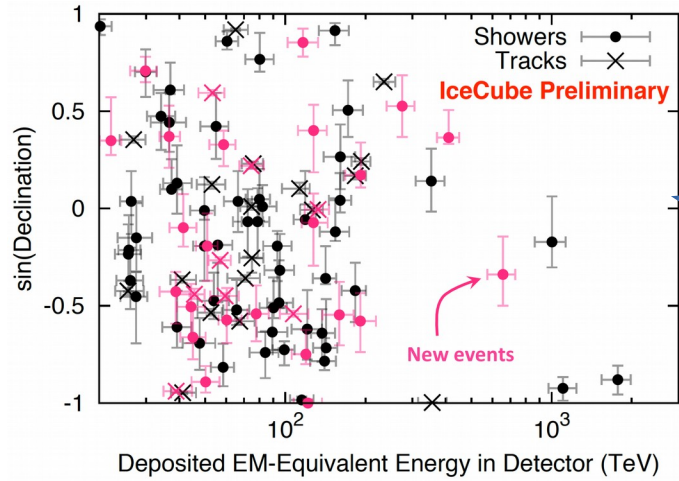 Showers
Tracks
IceCube Preliminary
1
0.5
0
-0.5
-1
sin(Declination)
New events
10²
10³
Deposited EM-Equivalent Energy in Detector (TeV)